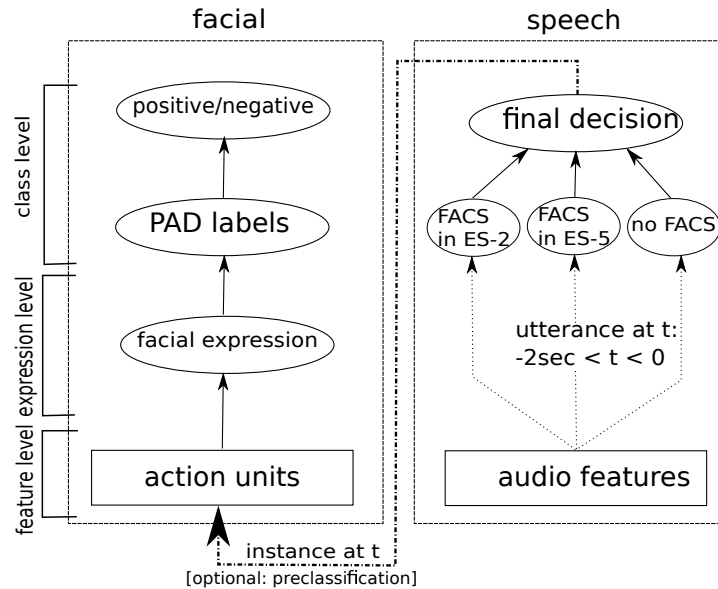 facial
speech
class level
expression level
feature level
positive/negative
PAD labels
facial expression
action units
final decision
FACS
in ES-2
FACS
in ES-5
no FACS
utterance at t:
-2sec < t < 0
audio features
instance at t
[optional: preclassification]